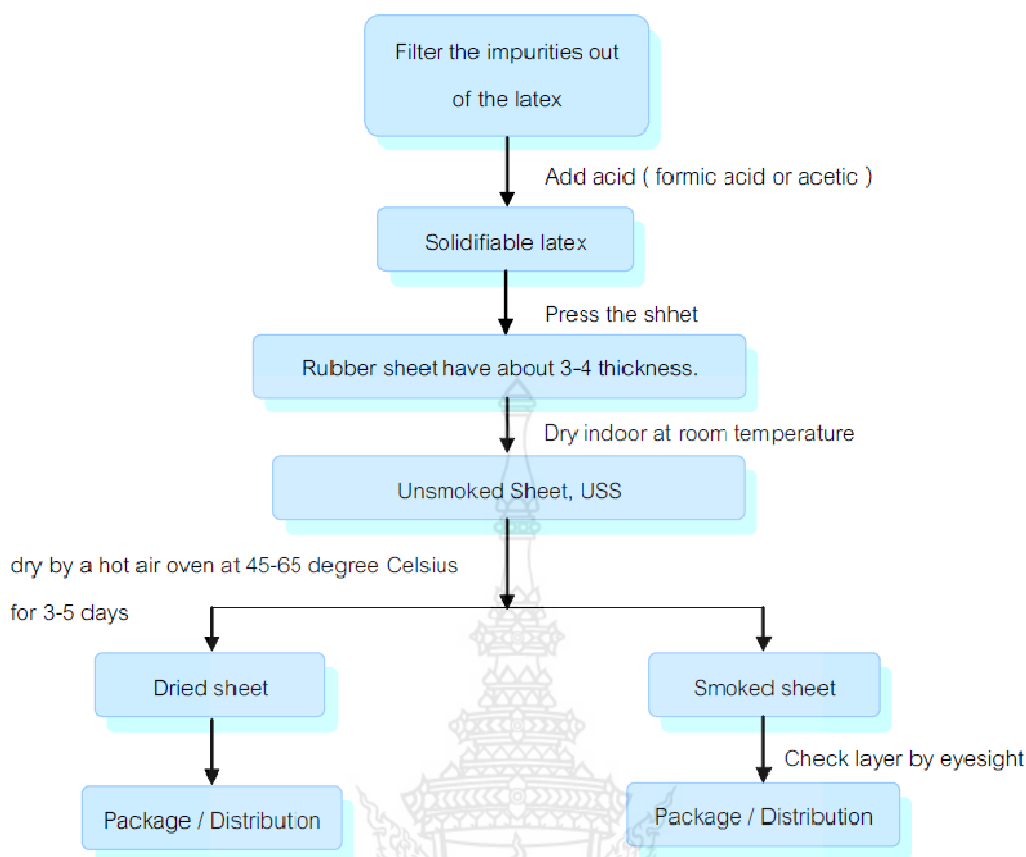 Filter the impurities out
of the latex
Add acid ( formic acid or acetic )
Solidifiable latex
Press the shhet
Rubber sheet have about 3-4 thickness.
Dry indoor at room temperature
Unsmoked Sheet, USS
dry by a hot air oven at 45-65 degree Celsius
for 3-5 days
Dried sheet
Smoked sheet
Check layer by eyesight
Package / Distribution
Package / Distribution